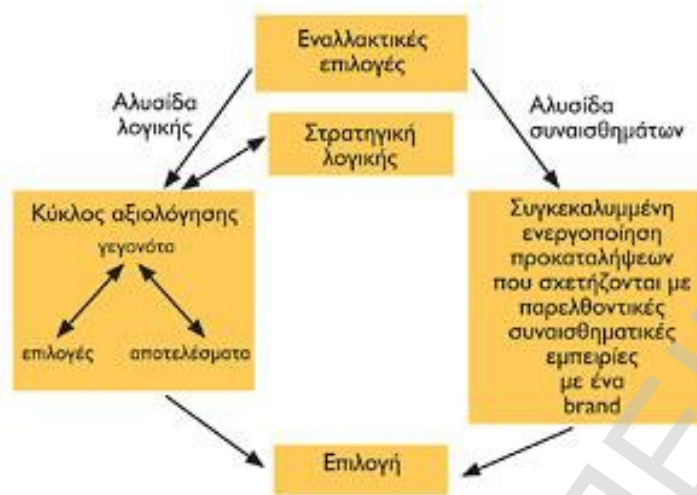 Εναλλακτικές
επιλογές
Αλυσίδα
λογικής
Αλυσίδα
συναισθημάτων
Στρατηγική
λογικής
Κύκλος αξιολόγησης
γεγονότα
επιλογές αποτελέσματα
Συγκεκαλυμμένη
ενεργοποίηση
προκαταλήψεων
που σχετήζονται με
παρελθοντικές
συναισθηματικές
εμπειρίες
με ένα
brand
Επιλογή